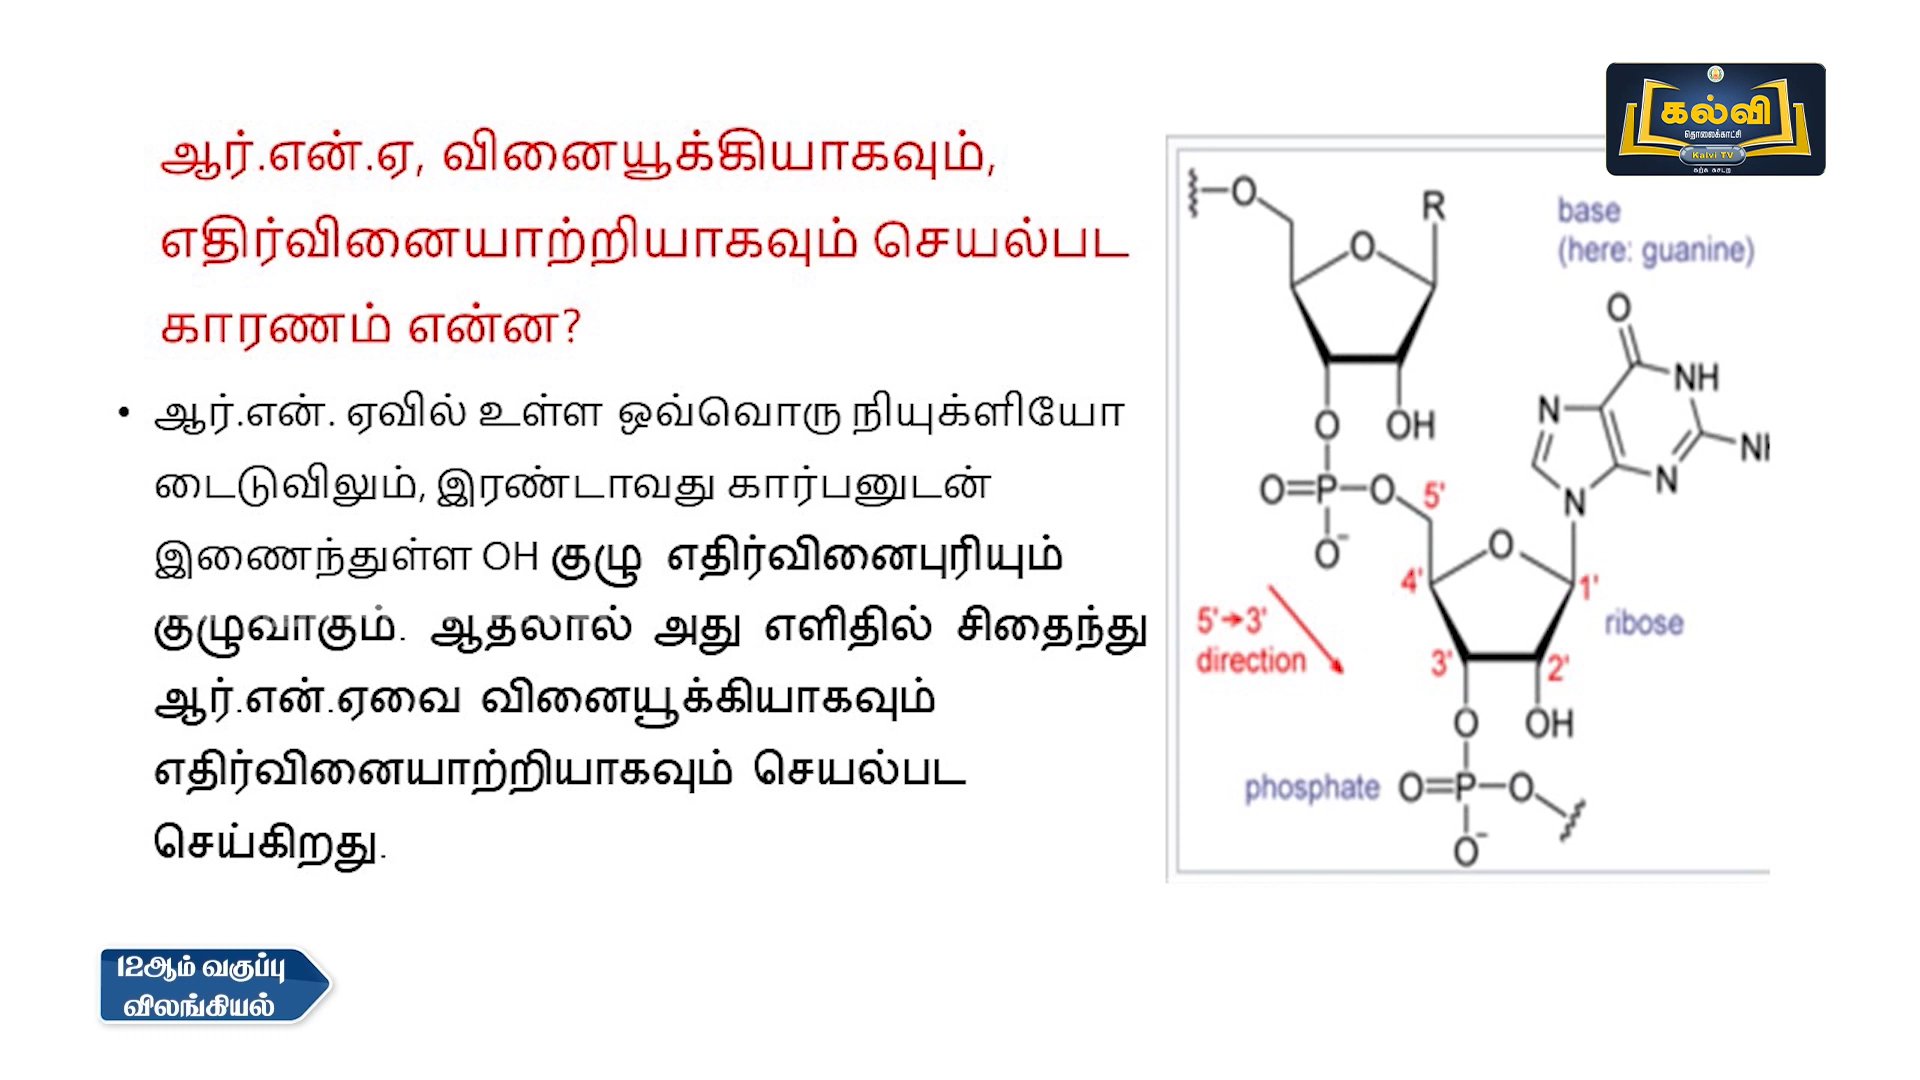 கல்வி
தொலைக்காட்சி
Kalvi TV
ஆர்.என்.ஏ, வினையூக்கியாகவும்,
எதிர்வினையாற்றியாகவும் செயல்பட
காரணம் என்ன?
• ஆர்.என். ஏவில் உள்ள ஒவ்வொரு நியுக்ளியோ
டைடுவிலும், இரண்டாவது கார்பனுடன்
இணைந்துள்ள OH குழு எதிர்வினைபுரியும்
குழுவாகும். ஆதலால் அது எளிதில் சிதைந்து
ஆர்.என்.ஏவை வினையூக்கியாகவும்
எதிர்வினையாற்றியாகவும் செயல்பட
செய்கிறது.
O
R
O
base
(here: guanine)
O
NH
N
N
N
O
OH
O=P-O
5'
O-
O
4'
1'
ribose
5'→3'
direction
3'
2'
O
OH
phosphate
O=P-O
O-
12ஆம் வகுப்பு
விலங்கியல்